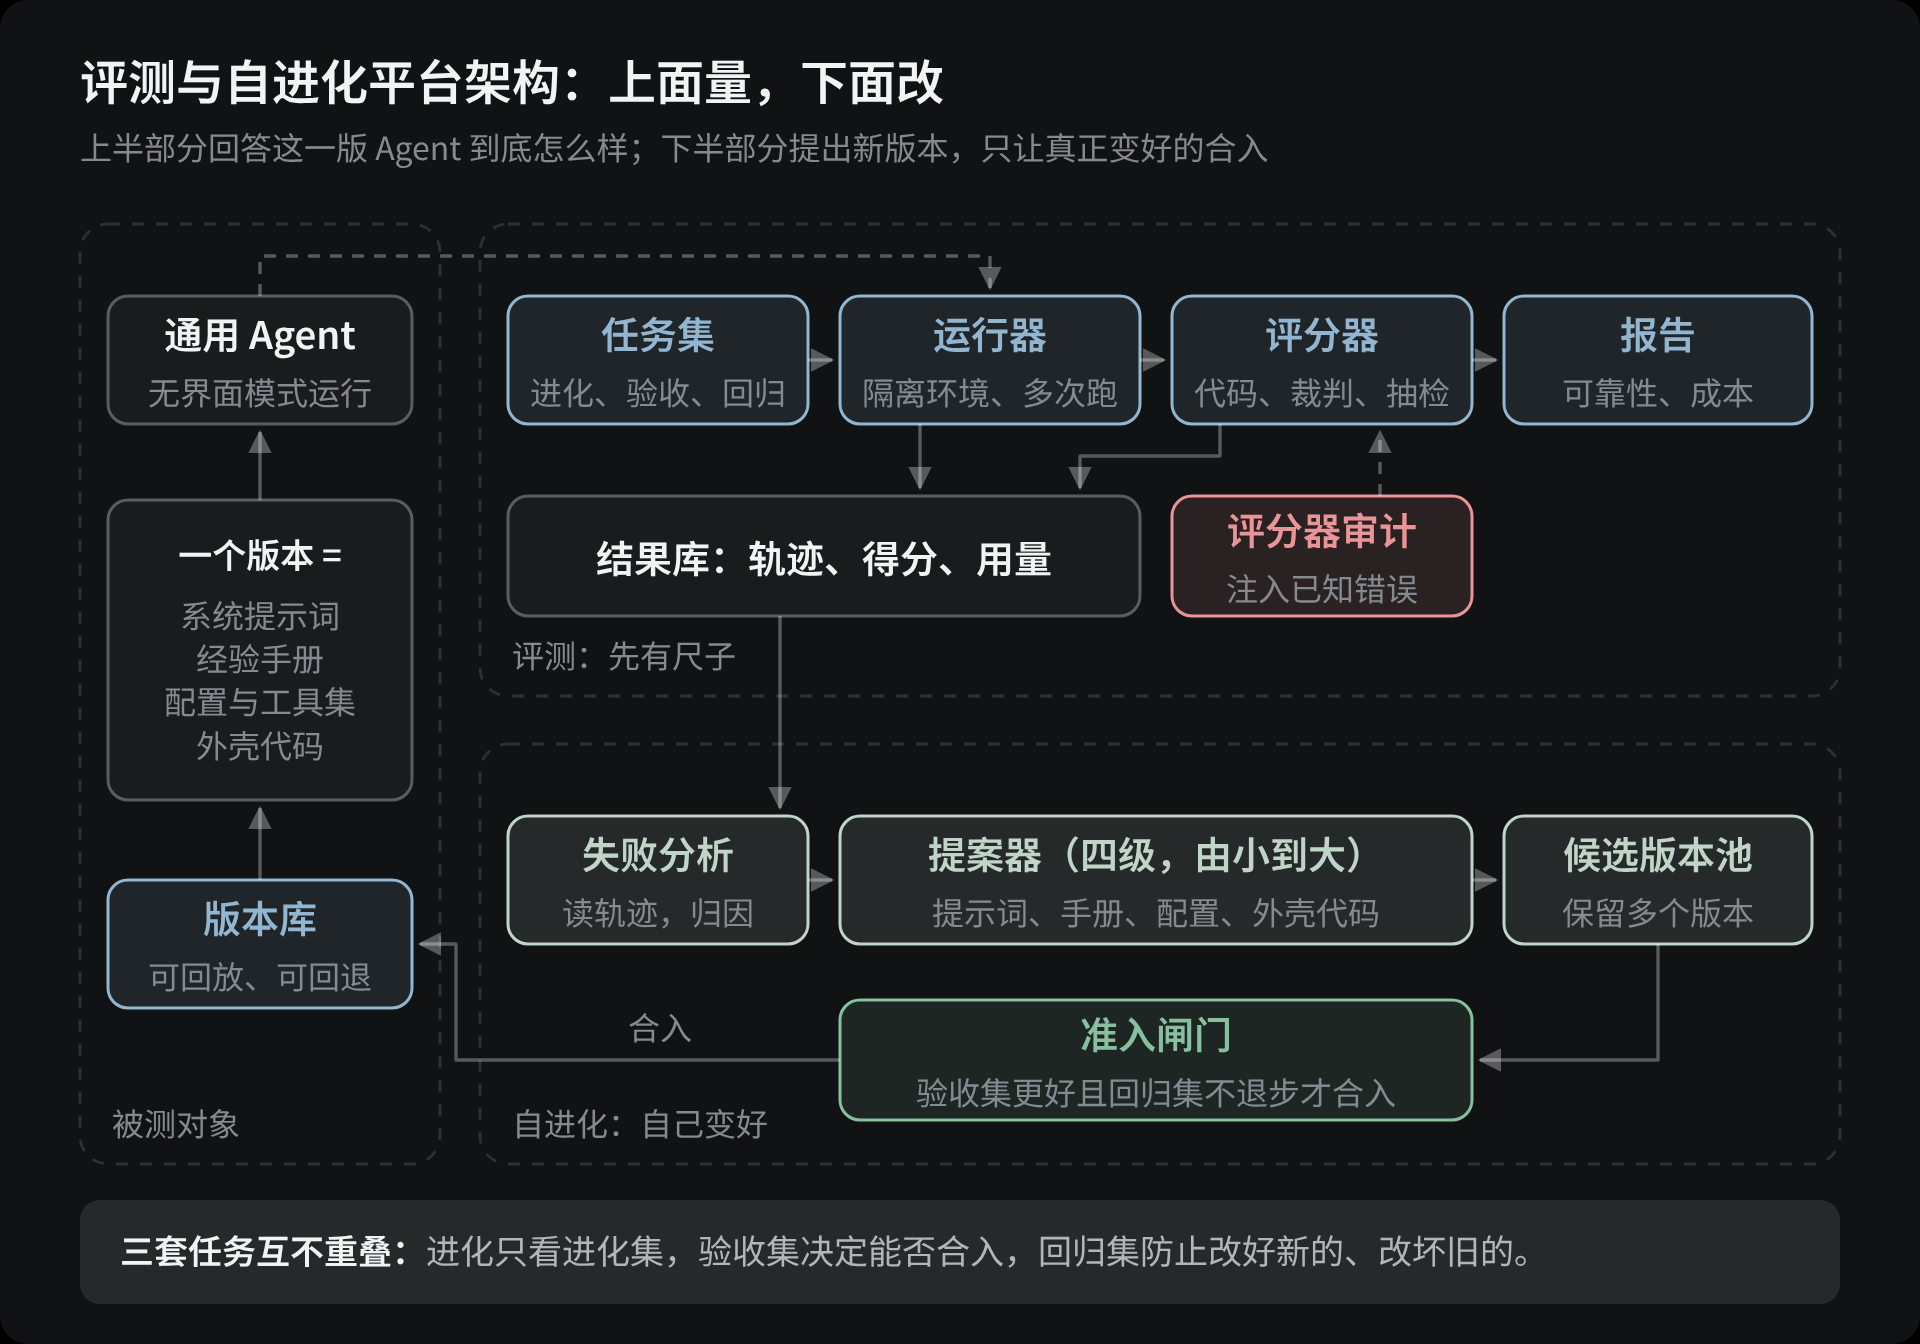 评测与自进化平台架构：上面量，下面改
上半部分回答这一版 Agent 到底怎么样；下半部分提出新版本，只让真正变好的合入
通用 Agent
无界面模式运行
一个版本 =
系统提示词
经验手册
配置与工具集
外壳代码
版本库
可回放、可回退
被测对象
任务集
进化、验收、回归
运行器
隔离环境、多次跑
评分器
代码、裁判、抽检
报告
可靠性、成本
结果库：轨迹、得分、用量
评分器审计
注入已知错误
评测：先有尺子
失败分析
读轨迹，归因
提案器（四级，由小到大）
提示词、手册、配置、外壳代码
候选版本池
保留多个版本
合入
准入闸门
验收集更好且回归集不退步才合入
自进化：自己变好
三套任务互不重叠：进化只看进化集，验收集决定能否合入，回归集防止改好新的、改坏旧的。